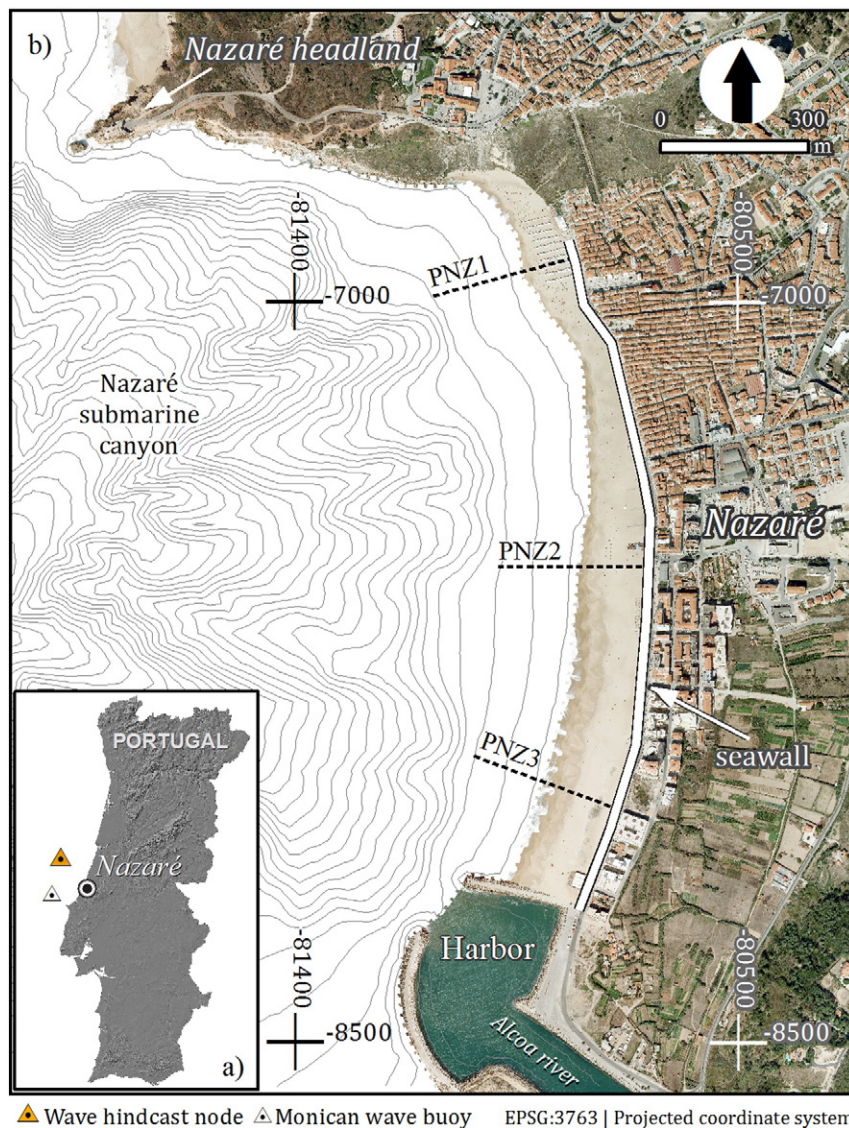 b)
Nazaré headland
0 300
m
-81400
-80500
PNZ1
-7000
-7000
Nazaré
submarine
canyon
Nazaré
PNZ2
PNZ3
seawall
PORTUGAL
Nazaré
a)
Harbor
Alcoa river
-81400
-8500
-80500
-8500
Wave hindcast node Monican wave buoy EPSG:3763 | Projected coordinate system